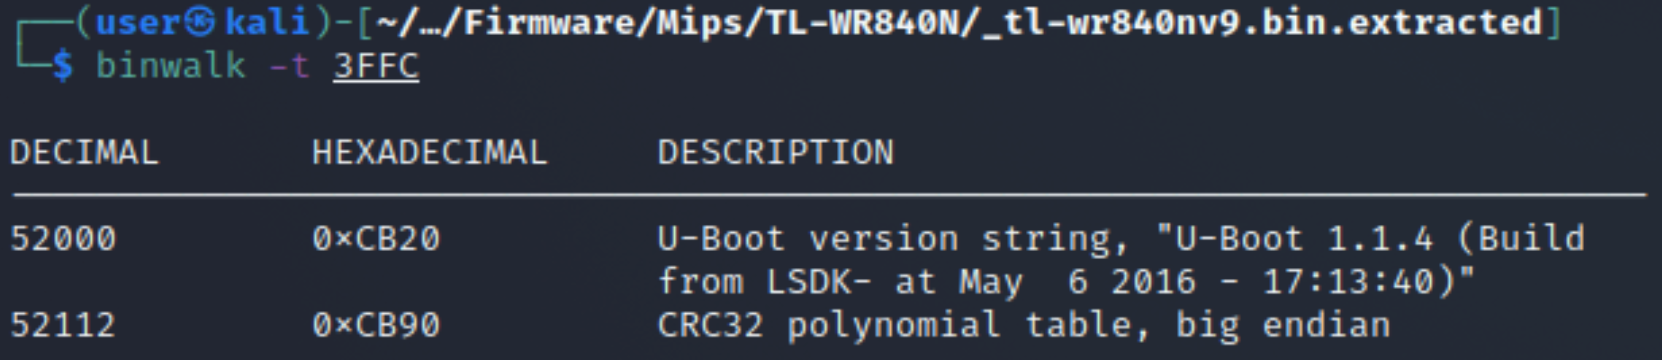 ┌──(user㉿kali)-[~/…/Firmware/Mips/TL-WR840N/_tl-wr840nv9.bin.extracted]
└─$ binwalk -t 3FFC
DECIMAL HEXADECIMAL DESCRIPTION
52000 0×CB20 U-Boot version string, "U-Boot 1.1.4 (Build
from LSDK- at May  6 2016 - 17:13:40)"
52112 0×CB90 CRC32 polynomial table, big endian